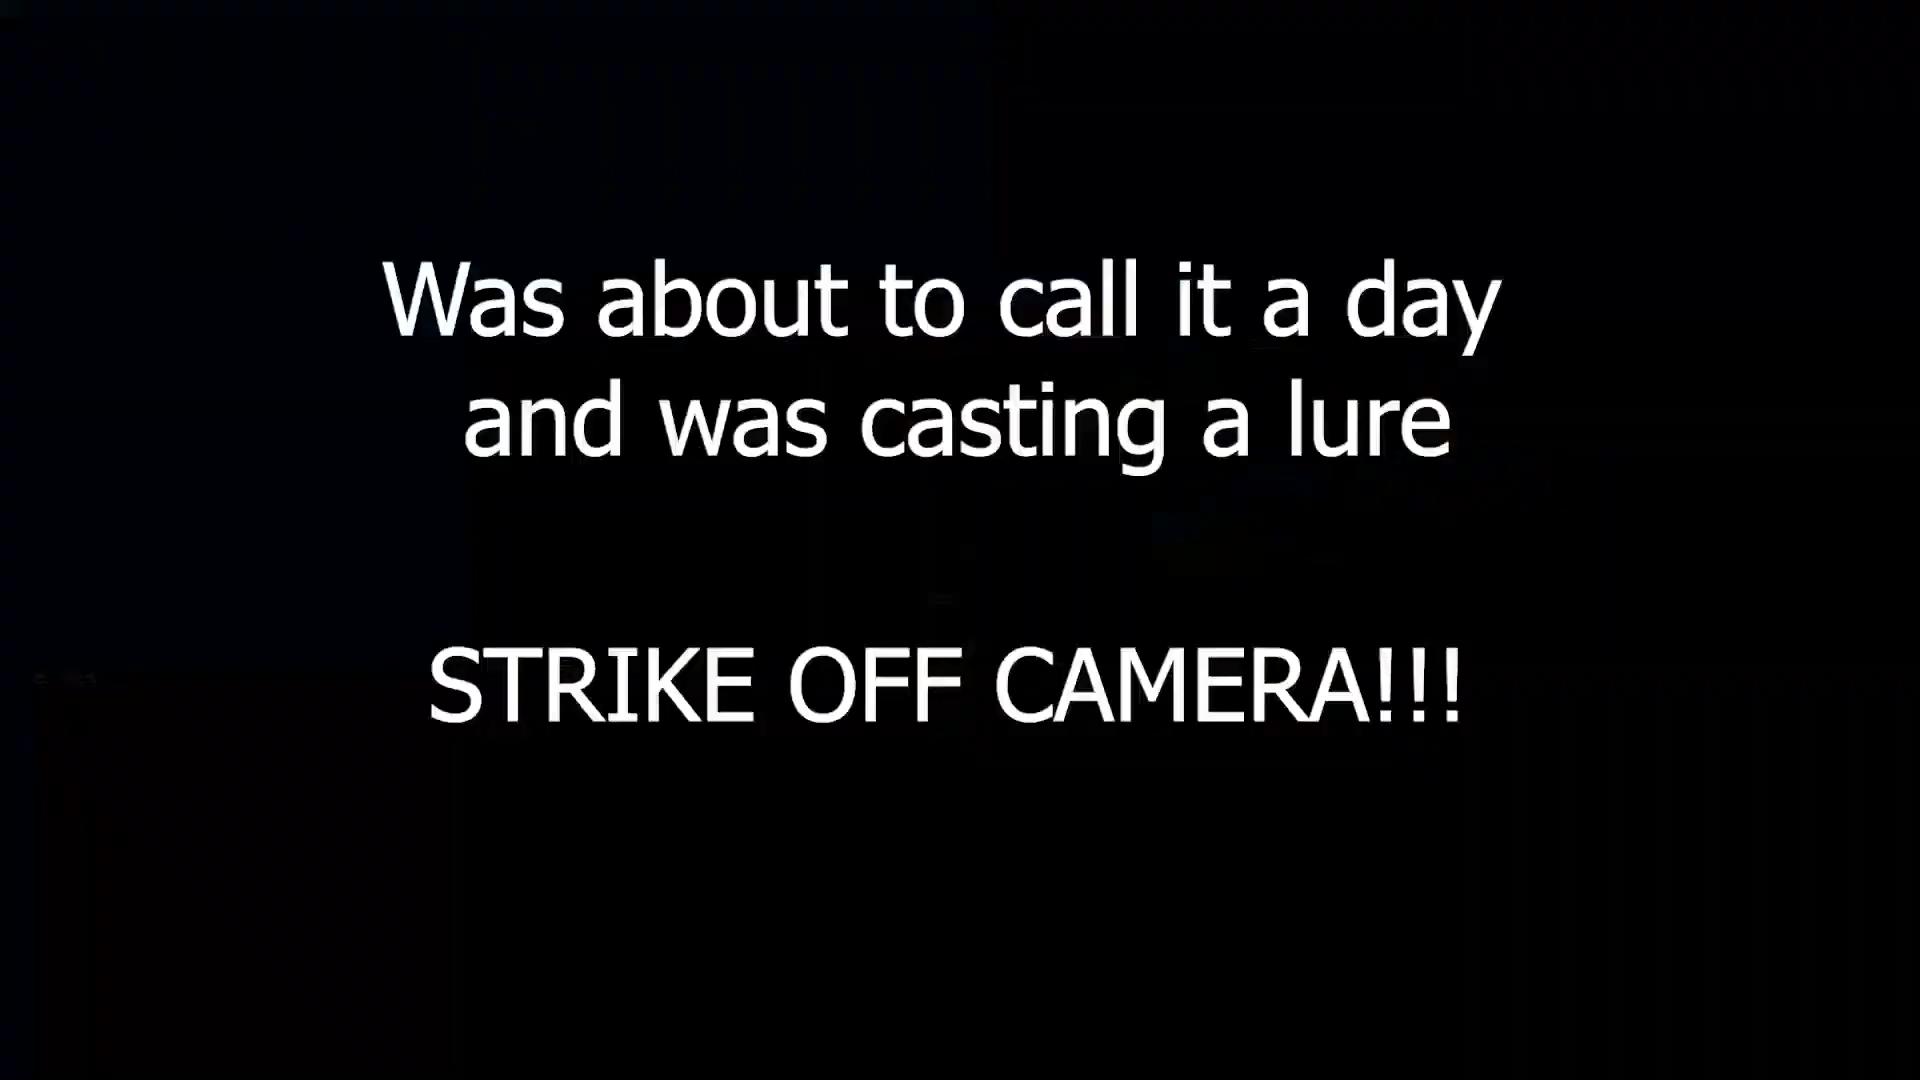 Was about to call it a day
and was casting a lure
STRIKE OFF CAMERA!!!